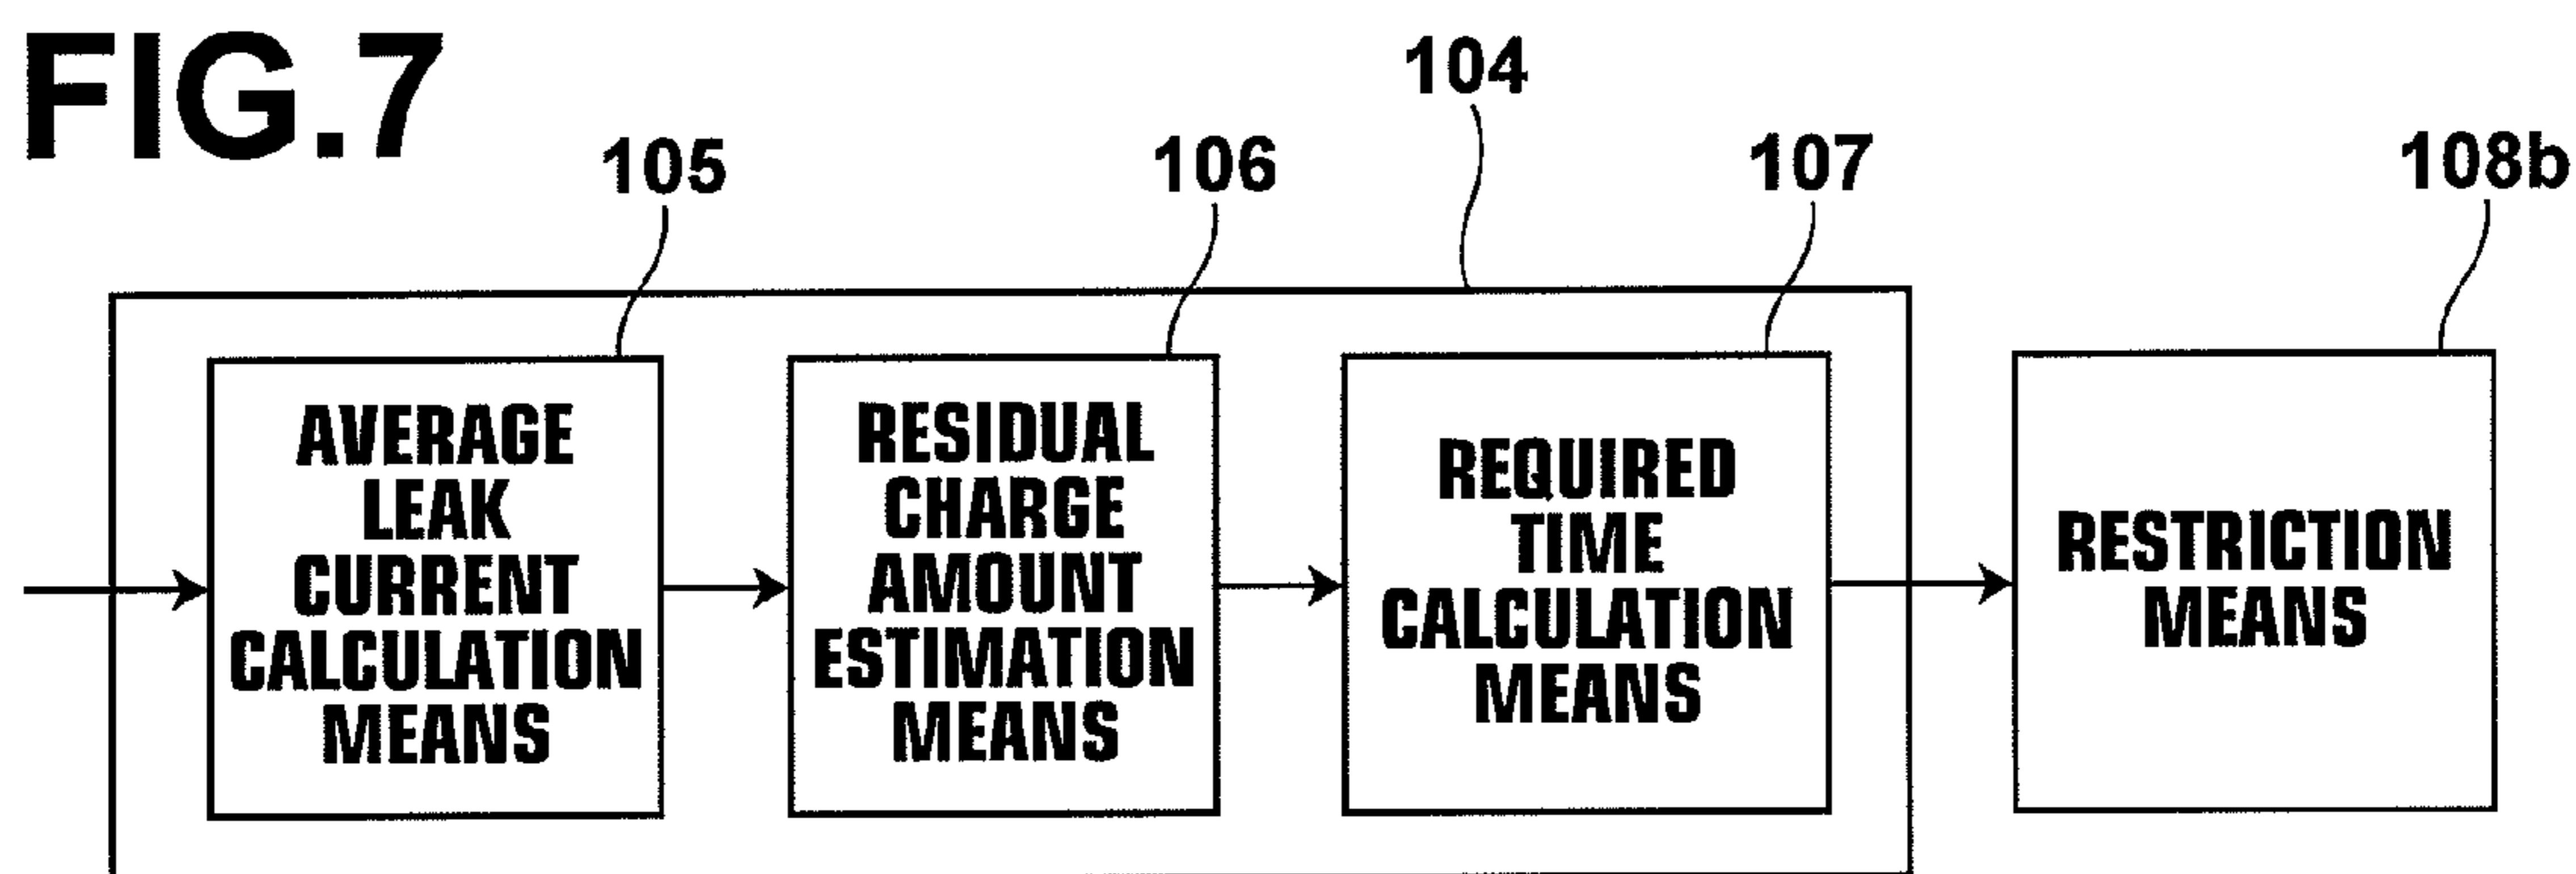 FIG.7
104
105
106
107
108b
AVERAGE
LEAK
CURRENT
CALCULATION
MEANS
RESIDUAL
CHARGE
AMOUNT
ESTIMATION
MEANS
REQUIRED
TIME
CALCULATION
MEANS
RESTRICTION
MEANS